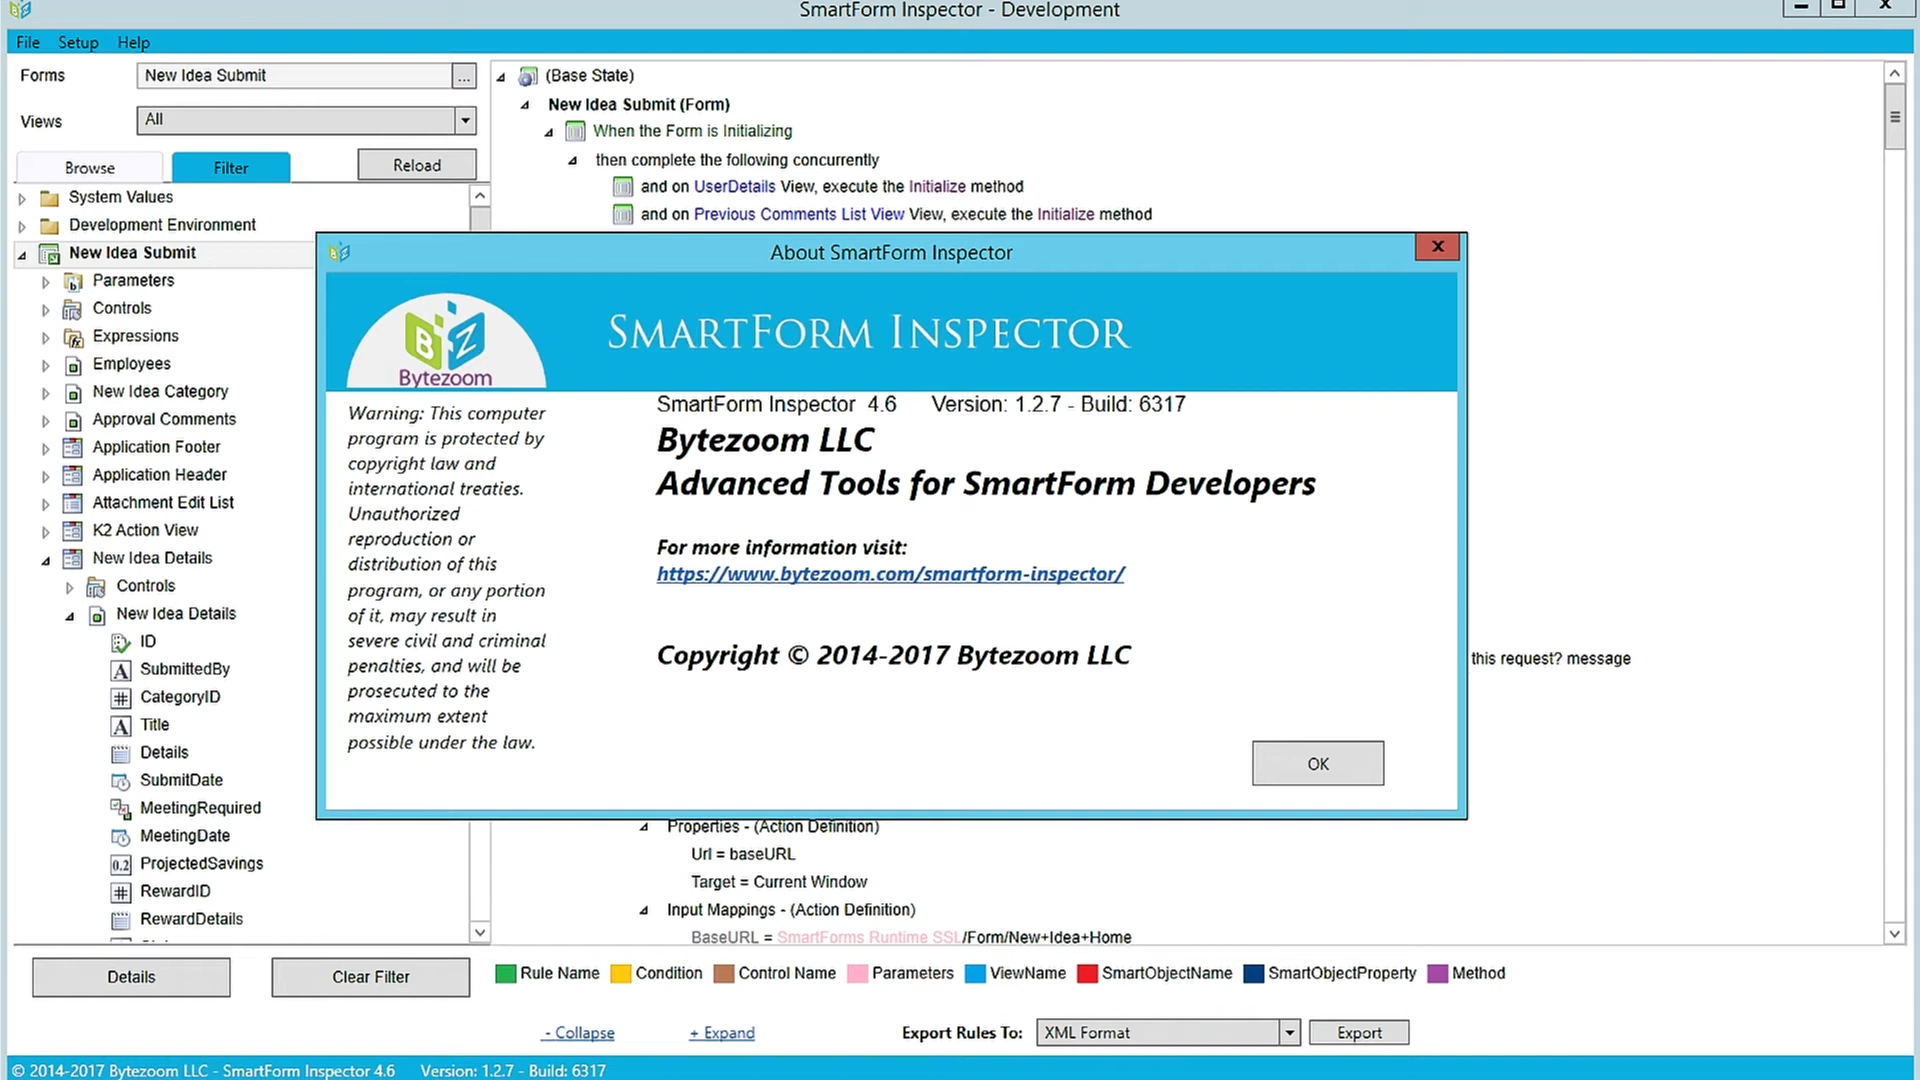 SmartForm Inspector - Development
File Setup Help
Forms New Idea Submit ...
Views All
Browse Filter Reload
System Values
Development Environment
New Idea Submit
Parameters
Controls
Expressions
Employees
New Idea Category
Approval Comments
Application Footer
Application Header
Attachment Edit List
K2 Action View
New Idea Details
Controls
New Idea Details
ID
SubmittedBy
CategoryID
Title
Details
SubmitDate
MeetingRequired
MeetingDate
ProjectedSavings
RewardID
RewardDetails
(Base State)
New Idea Submit (Form)
When the Form is Initializing
then complete the following concurrently
and on UserDetails View, execute the Initialize method
and on Previous Comments List View View, execute the Initialize method
About SmartForm Inspector
Bytezoom
SmartForm Inspector
Warning: This computer
program is protected by
copyright law and
international treaties.
Unauthorized
reproduction or
distribution of this
program, or any portion
of it, may result in
severe civil and criminal
penalties, and will be
prosecuted to the
maximum extent
possible under the law.
SmartForm Inspector 4.6 Version: 1.2.7 - Build: 6317
Bytezoom LLC
Advanced Tools for SmartForm Developers
For more information visit:
https://www.bytezoom.com/smartform-inspector/
Copyright © 2014-2017 Bytezoom LLC
OK
this request? message
Properties - (Action Definition)
Url = baseURL
Target = Current Window
Input Mappings - (Action Definition)
BaseURL = SmartForms Runtime SSL/Form/New+Idea+Home
Details Clear Filter
Rule Name Condition Control Name Parameters ViewName SmartObjectName SmartObjectProperty Method
- Collapse + Expand Export Rules To: XML Format Export
© 2014-2017 Bytezoom LLC - SmartForm Inspector 4.6 Version: 1.2.7 - Build: 6317